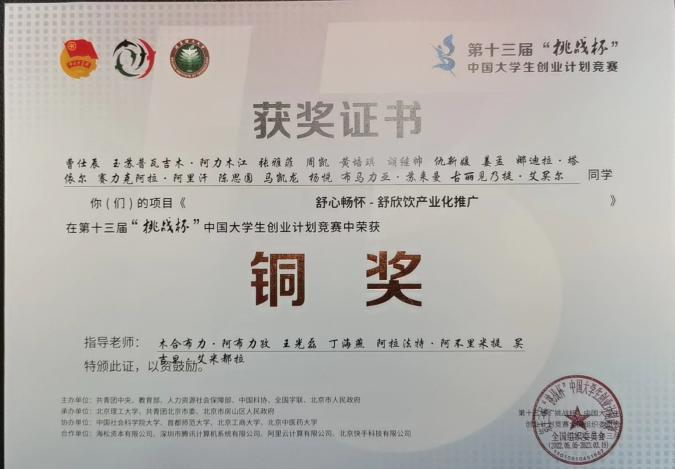 第十三届“挑战杯”
中国大学生创业计划竞赛
获奖证书
曹仕辰 玉苏普瓦吉木·阿力木江 张雅菲 周凯 黄培琪 胡继帅 仇新媛 姜孟 娜迪拉·塔
依尔 赛力克阿拉·阿里汗 陈思圆 马凯龙 杨悦 布马力亚·苏来曼 古丽见乃提·艾买尔 同学
你(们)的项目《 舒心畅怀-舒欣饮产业化推广 》
在第十三届“挑战杯”中国大学生创业计划竞赛中荣获
铜奖
指导老师: 木合布力·阿布力孜 王光磊 丁海燕 阿拉法特·阿不里米提
吉里·艾米都拉
特颁此证,以资鼓励。
主办单位:共青团中央、教育部、人力资源社会保障部、中国科协、全国学联、北京市人民政府
承办单位:北京理工大学、共青团北京市委、北京市房山区人民政府
协办单位:中国社会科学院大学、首都师范大学、北京工商大学、北京中医药大学
合作单位:海松资本有限公司、深圳市腾讯计算机系统有限公司、阿里云计算有限公司、北京快手科技有限公司
全国组织委员会